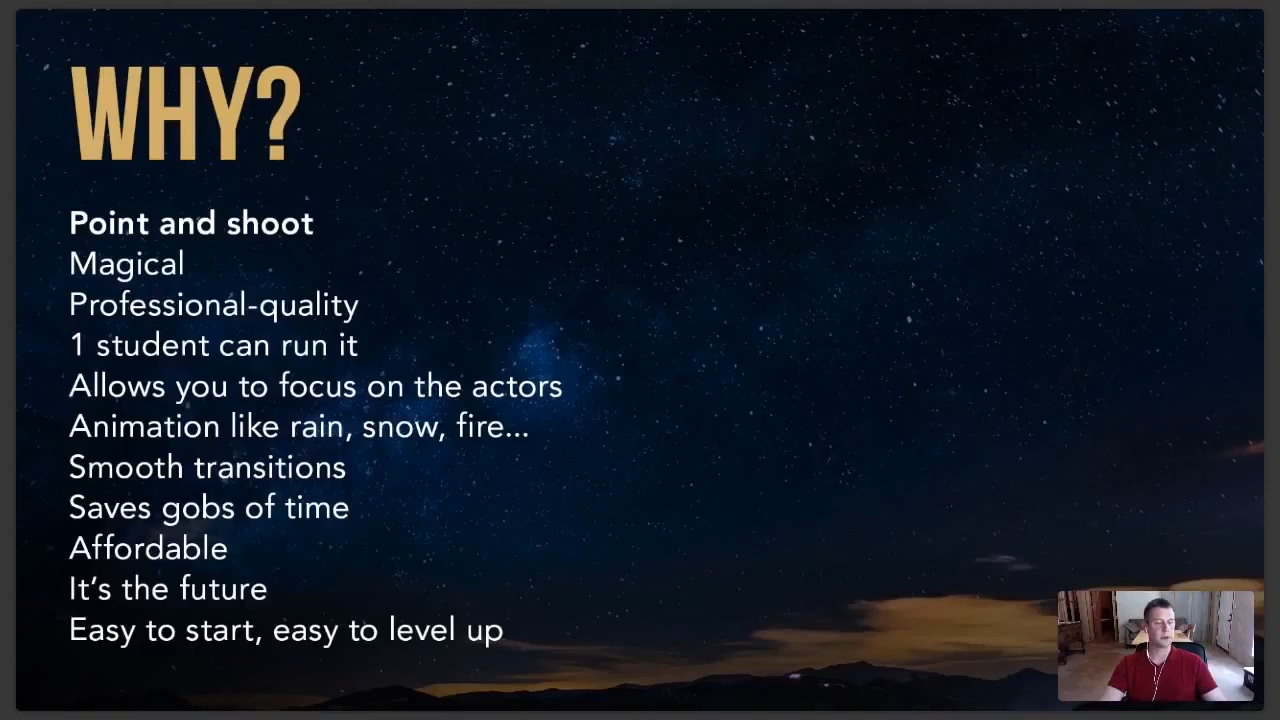 WHY?
Point and shoot
Magical
Professional-quality
1 student can run it
Allows you to focus on the actors
Animation like rain, snow, fire...
Smooth transitions
Saves gobs of time
Affordable
It’s the future
Easy to start, easy to level up